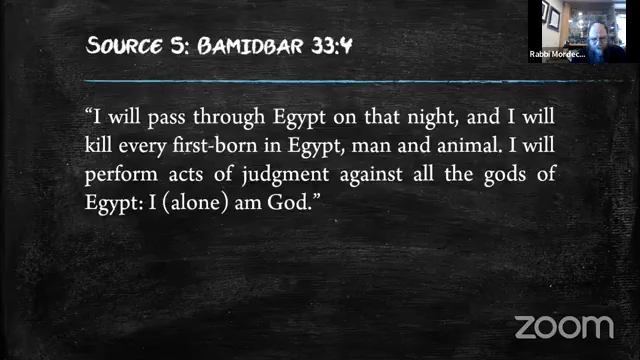 SOURCE 5: BAMIDBAR 33:4
Rabbi Mordec...
“I will pass through Egypt on that night, and I will
kill every first-born in Egypt, man and animal. I will
perform acts of judgment against all the gods of
Egypt: I (alone) am God.”
zoom